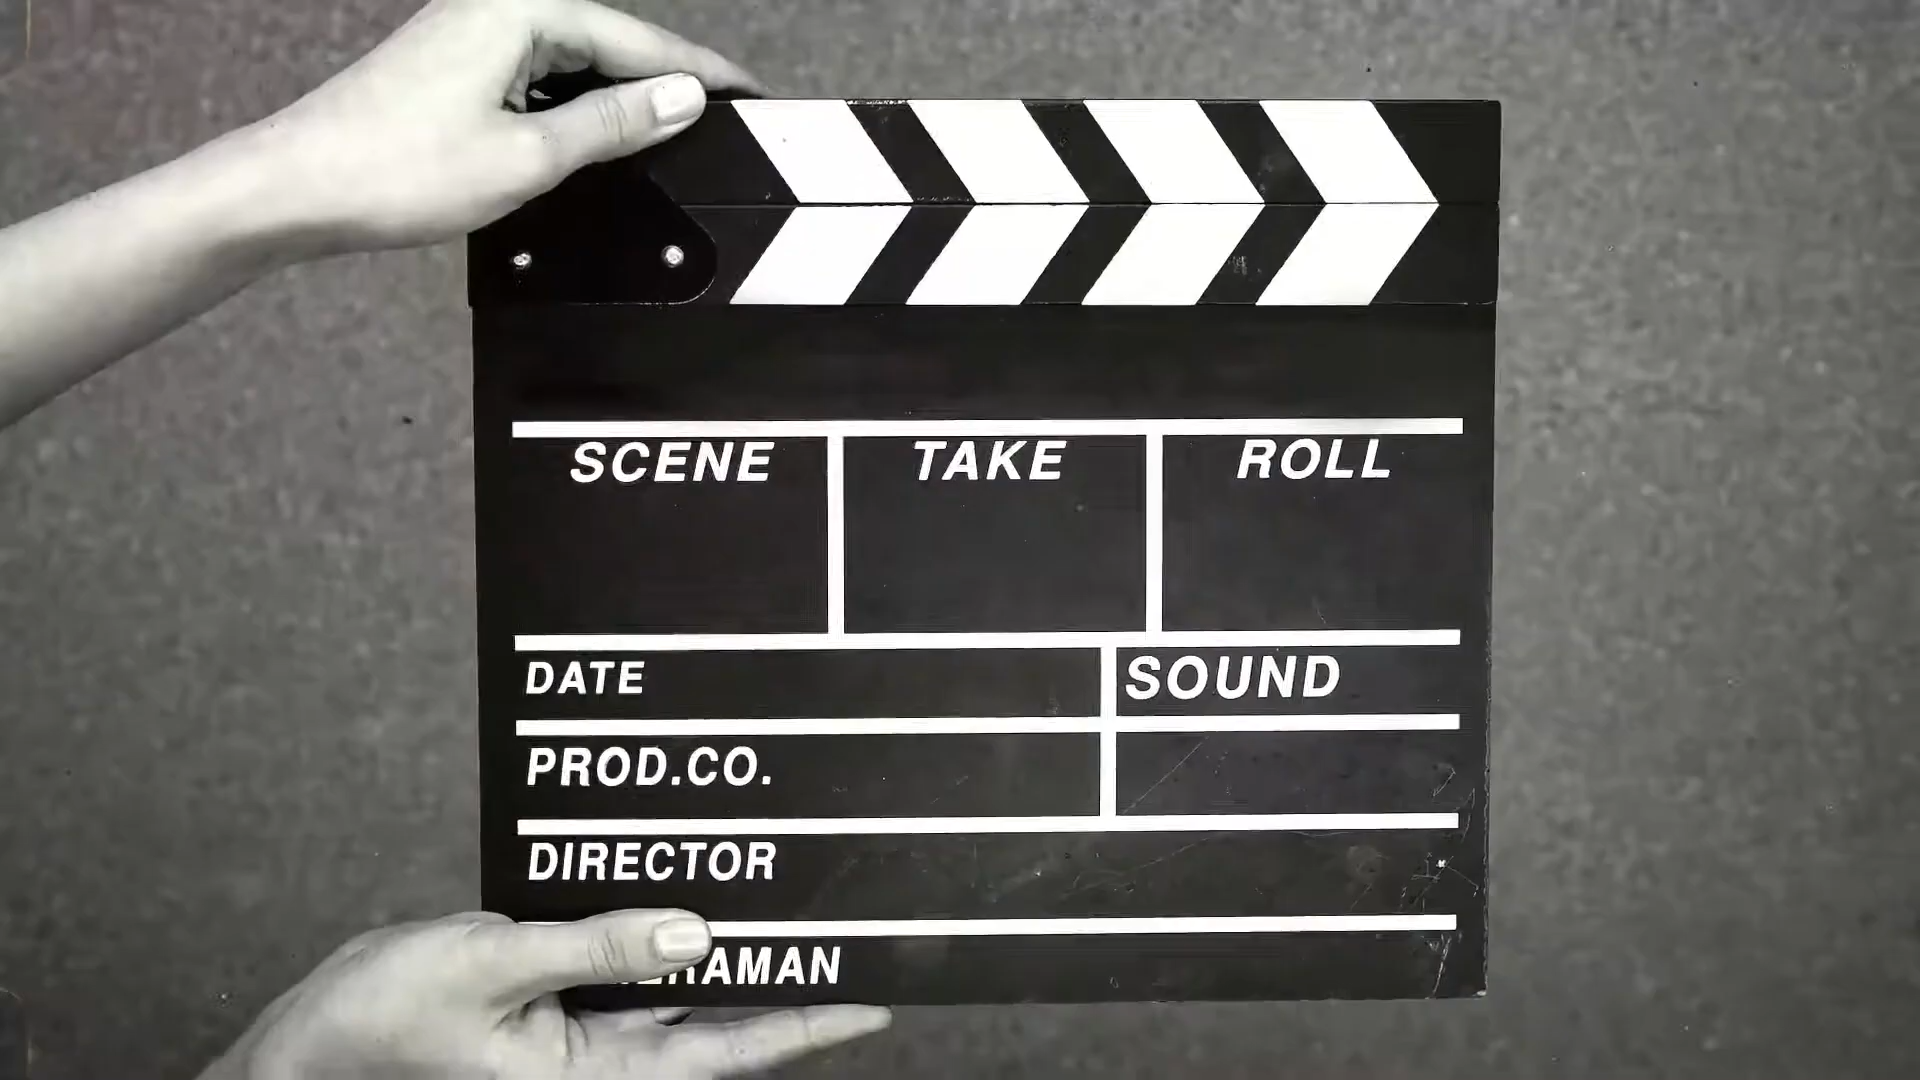 SCENE TAKE ROLL
DATE SOUND
PROD.CO.
DIRECTOR